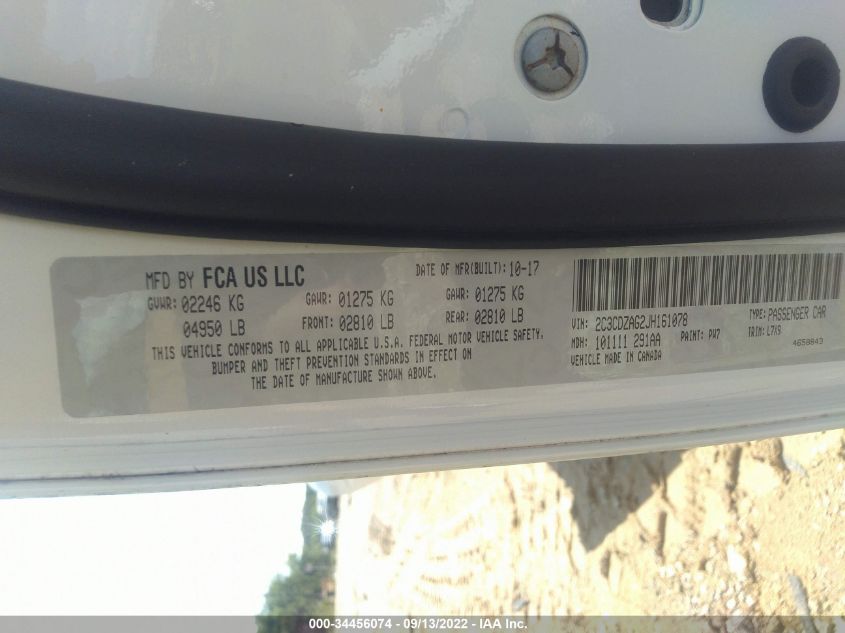 MFD BY FCA US LLC
DATE OF MFR(BUILT): 10-17
GVWR: 02246 KG GAWR: 01275 KG GAWR: 01275 KG
04950 LB FRONT: 02810 LB REAR: 02810 LB
THIS VEHICLE CONFORMS TO ALL APPLICABLE U.S.A. FEDERAL MOTOR VEHICLE SAFETY,
BUMPER AND THEFT PREVENTION STANDARDS IN EFFECT ON
THE DATE OF MANUFACTURE SHOWN ABOVE.
VIN: 2C3CDZAG2JH161078 TYPE: PASSENGER CAR
MDH: 101111 291AA PAINT: PW7 TRIM: L7X9
VEHICLE MADE IN CANADA 4658843
000-34456074 - 09/13/2022 - IAA Inc.